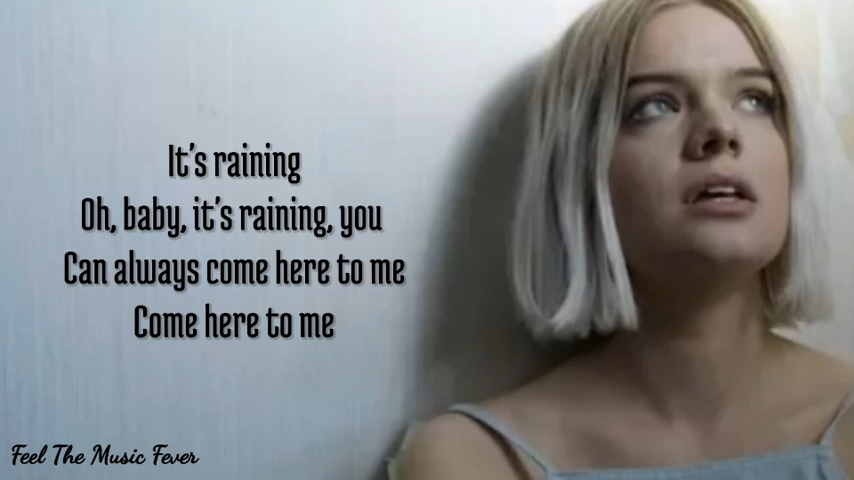 It's raining
Oh, baby, it's raining, you
Can always come here to me
Come here to me
Feel The Music Fever